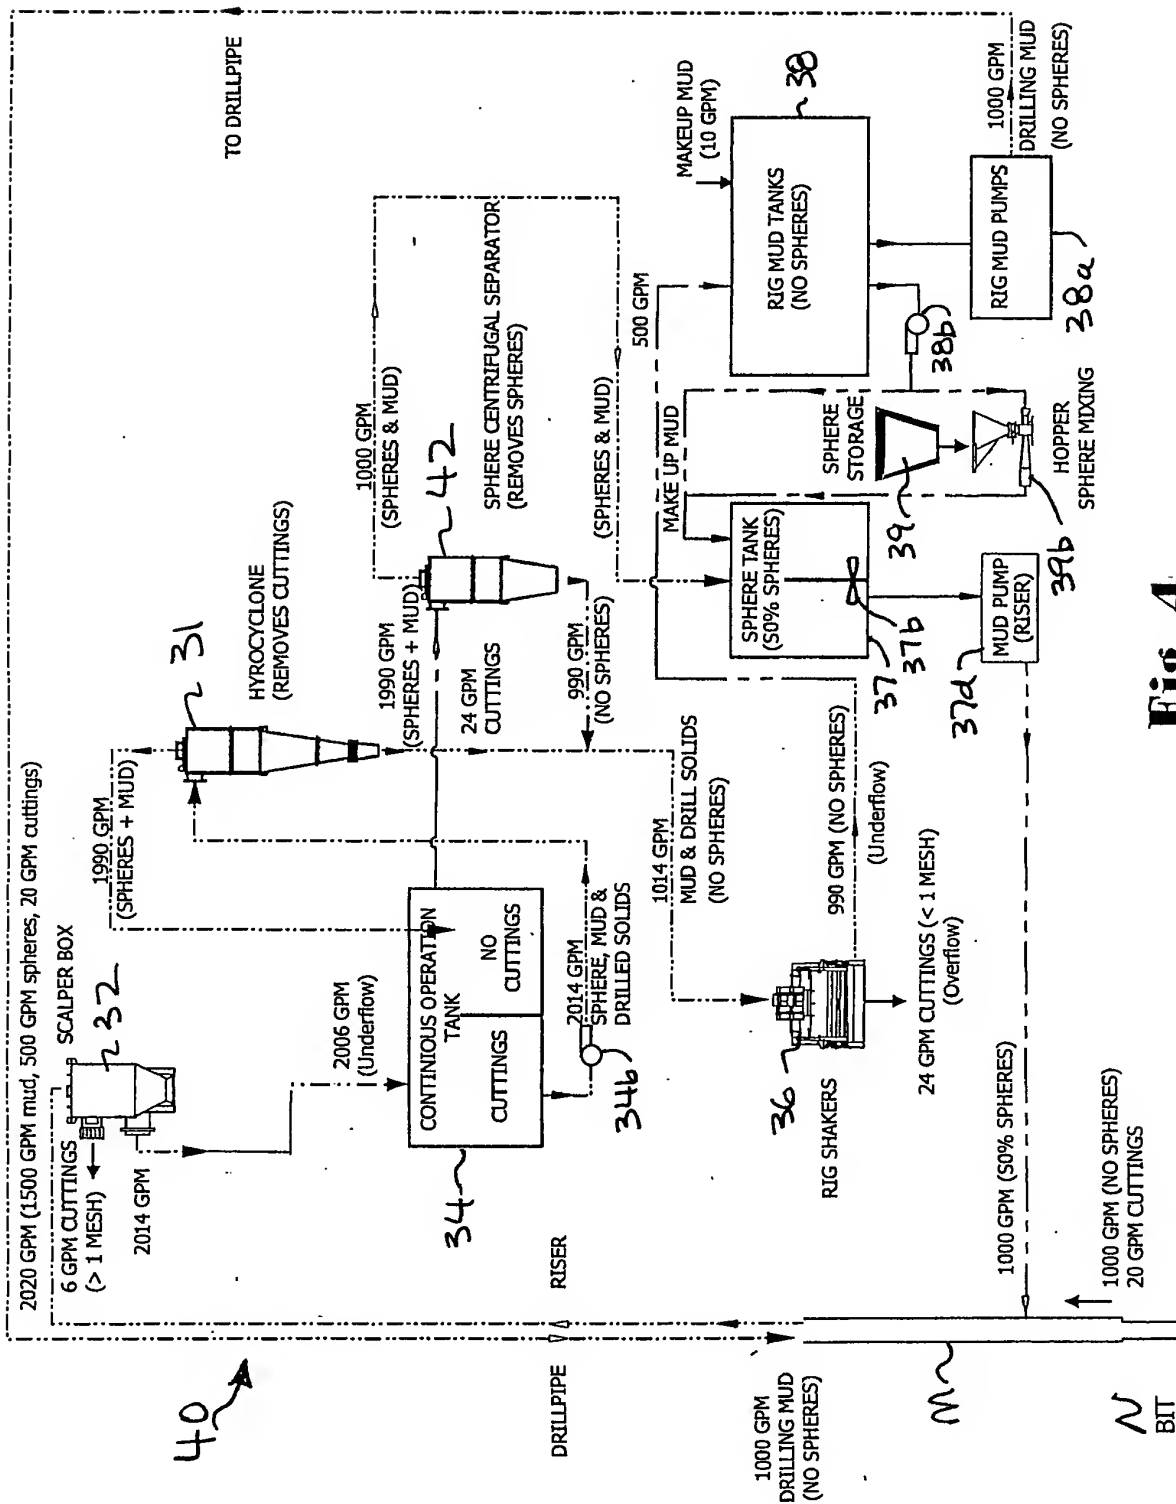 40
2020 GPM (1500 GPM mud, 500 GPM spheres, 20 GPM cuttings)
TO DRILLPIPE
6 GPM CUTTINGS
(> 1 MESH)
SCALPER BOX
232
2014 GPM
2006 GPM
(Underflow)
1990 GPM
(SPHERES + MUD)
31
HYROCYCLONE
(REMOVES CUTTINGS)
34
CONTINIOUS OPERATION
TANK
CUTTINGS
NO
CUTTINGS
34b
2014 GPM
SPHERE, MUD &
DRILLED SOLIDS
1990 GPM
(SPHERES + MUD)
24 GPM
CUTTINGS
42
SPHERE CENTRIFUGAL SEPARATOR
(REMOVES SPHERES)
1000 GPM
(SPHERES & MUD)
990 GPM
(NO SPHERES)
(SPHERES & MUD)
500 GPM
MAKEUP MUD
(10 GPM)
38
RIG MUD TANKS
(NO SPHERES)
RIG MUD PUMPS
38a
1000 GPM
DRILLING MUD
(NO SPHERES)
38b
MAKE UP MUD
SPHERE
STORAGE
39
HOPPER
SPHERE MIXING
39b
SPHERE TANK
(50% SPHERES)
37
37b
MUD PUMP
(RISER)
37d
1014 GPM
MUD & DRILL SOLIDS
(NO SPHERES)
36
RIG SHAKERS
990 GPM (NO SPHERES)
(Underflow)
24 GPM CUTTINGS (< 1 MESH)
(Overflow)
DRILLPIPE
RISER
1000 GPM
DRILLING MUD
(NO SPHERES)
1000 GPM (50% SPHERES)
1000 GPM (NO SPHERES)
20 GPM CUTTINGS
M
N
BIT
Fig. 4